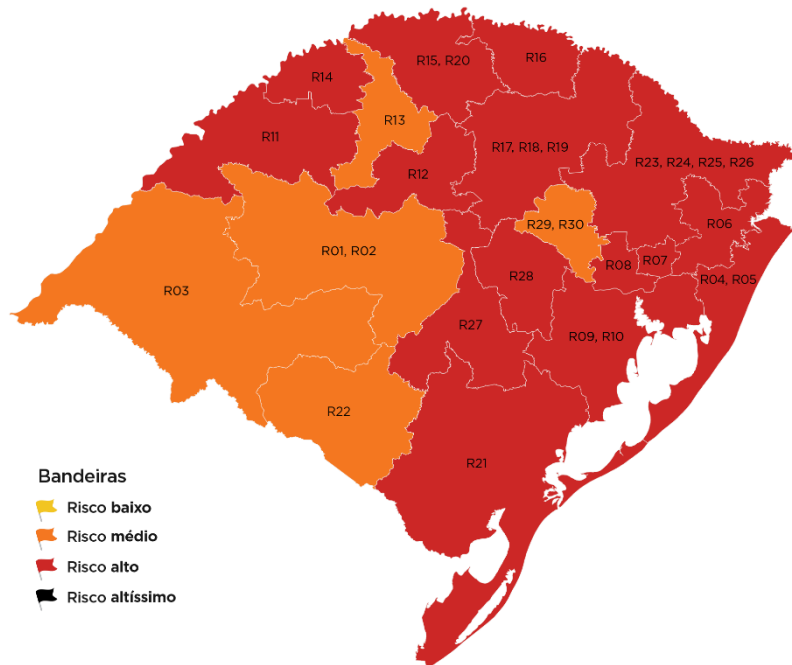 R15, R20
R16
R14
R13
R11
R17, R18, R19
R23, R24, R25, R26
R12
R29, R30
R06
R01, R02
R08
R07
R28
R04, R05
R03
R27
R09, R10
R22
R21
Bandeiras
Risco baixo
Risco médio
Risco alto
Risco altíssimo